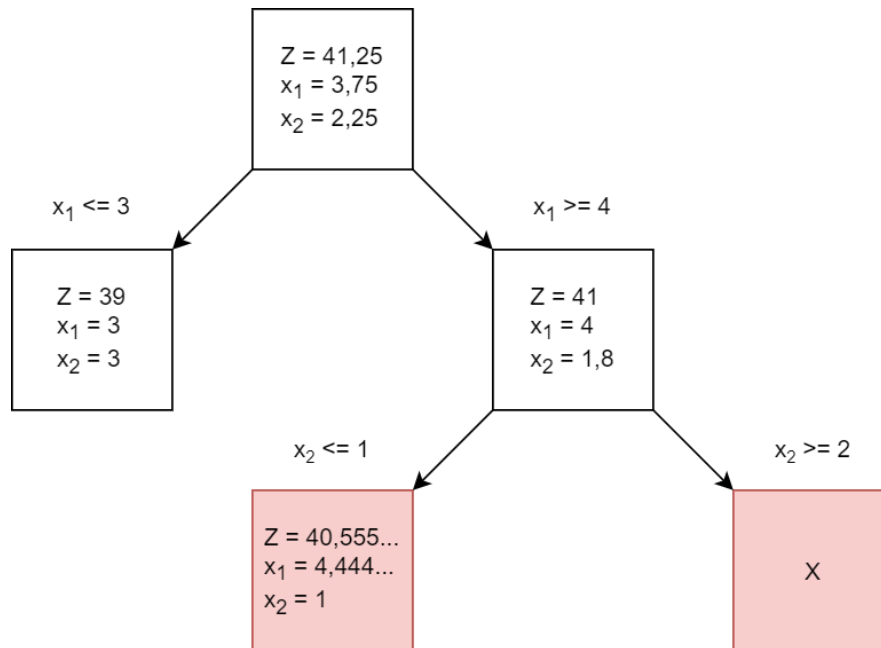 Z = 41,25
x₁ = 3,75
x₂ = 2,25
x₁ <= 3
x₁ >= 4
Z = 39
x₁ = 3
x₂ = 3
Z = 41
x₁ = 4
x₂ = 1,8
x₂ <= 1
x₂ >= 2
Z = 40,555...
x₁ = 4,444...
x₂ = 1
X